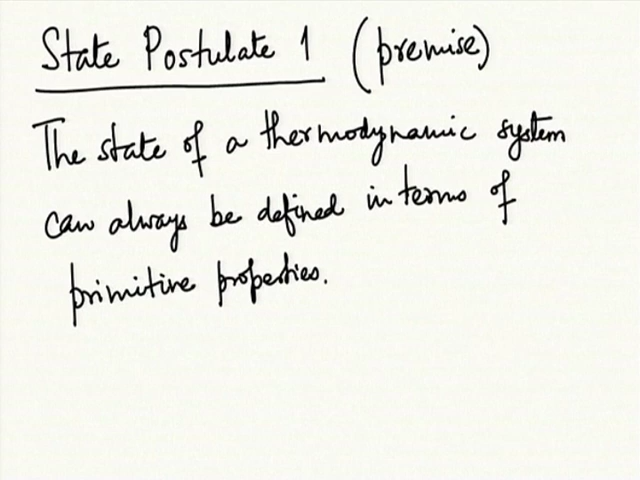 State Postulate 1 (premise)
The state of a thermodynamic system
can always be defined in terms of
primitive properties.